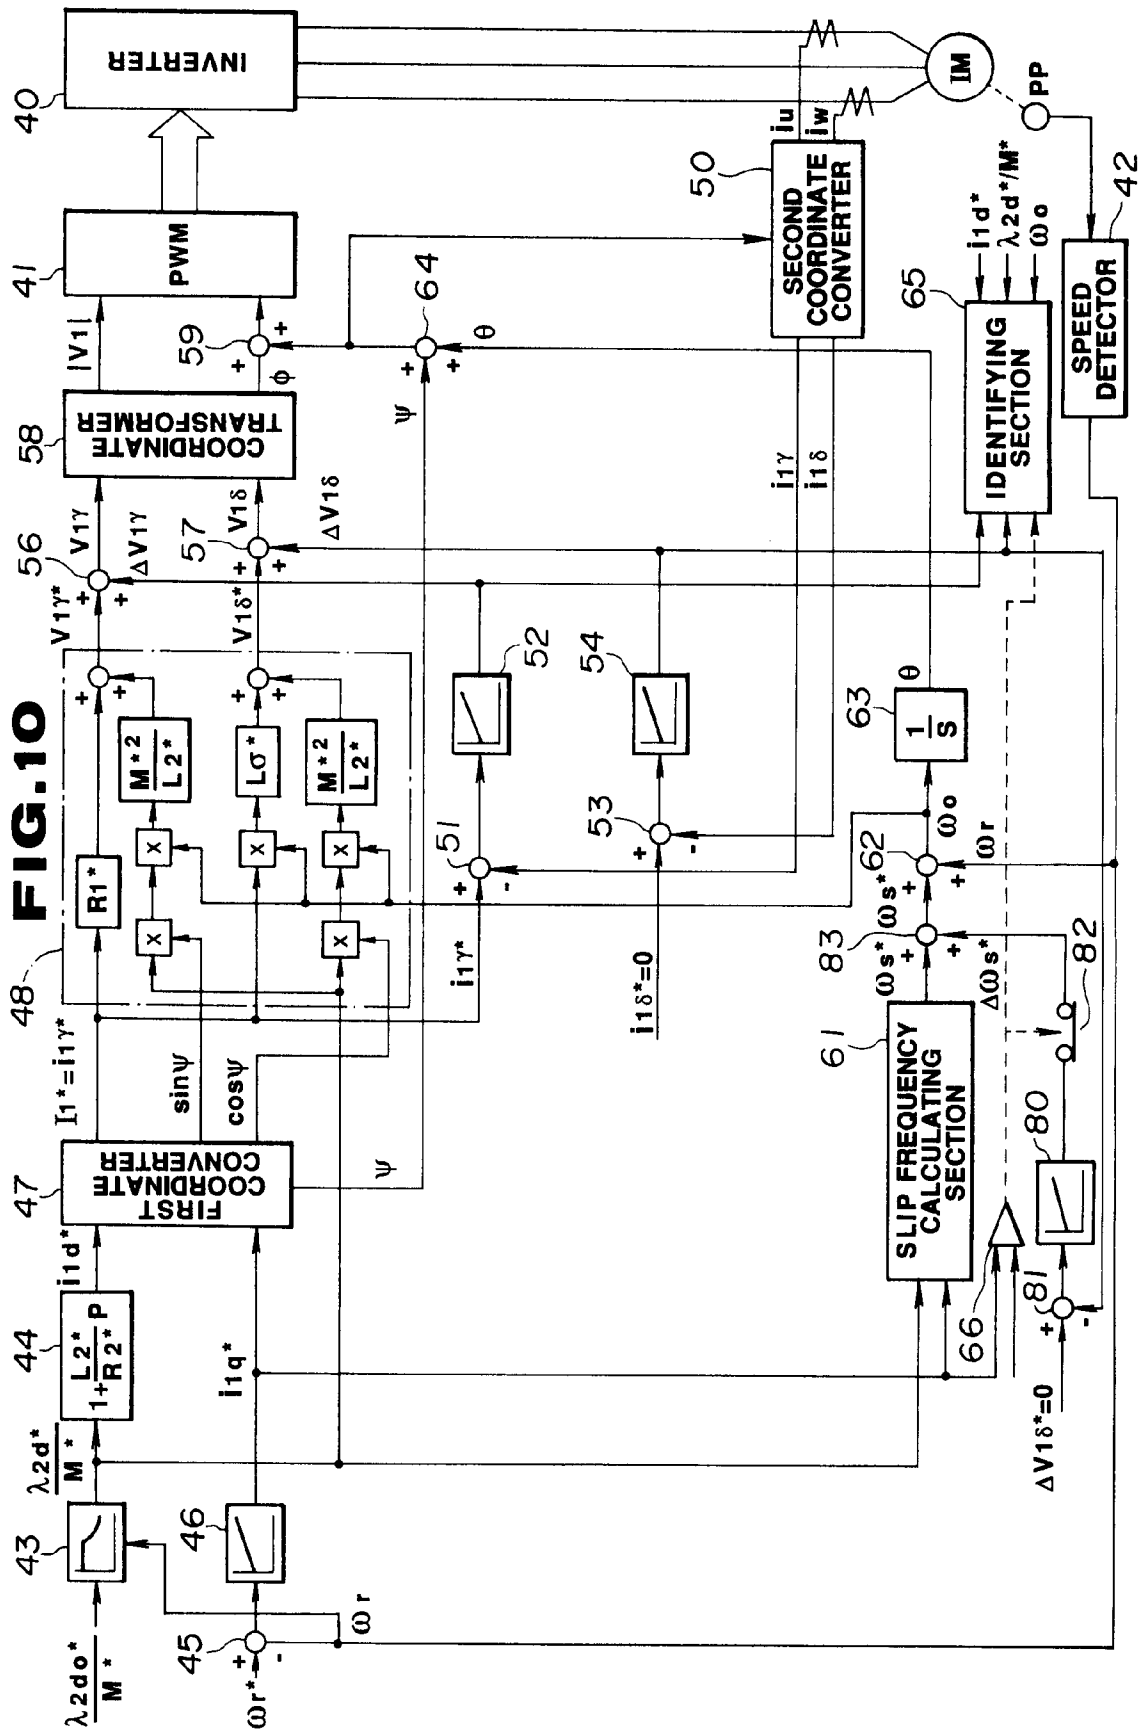 FIG.10
λ2do*
M*
43
λ2d*
M*
44
L2*
1+ P
R2*
i1d*
47
FIRST
COORDINATE
CONVERTER
I1*=i1γ*
sinψ
cosψ
ψ
48
R1*
X
X
M*2
L2*
X
Lσ*
X
X
M*2
L2*
+
+
+
+
V1γ*
V1δ*
56
+
+
V1γ
ΔV1γ
57
+
+
V1δ
ΔV1δ
58
COORDINATE
TRANSFORMER
|V1|
ϕ
59
+
+
41
PWM
40
INVERTER
ωr*
+
-
45
ωr
46
i1q*
i1γ*
+
-
51
52
i1δ*=0
+
-
53
54
ψ
+
+
64
θ
i1γ
i1δ
50
SECOND
COORDINATE
CONVERTER
iu
iw
IM
PP
61
SLIP FREQUENCY
CALCULATING
SECTION
ωs*
83
+
+
Δωs*
ωs*
+
+
62
ωr
ωo
63
1
S
θ
65
IDENTIFYING
SECTION
i1d*
λ2d*/M*
ωo
42
SPEED
DETECTOR
66
ΔV1δ*=0
+
-
81
80
82